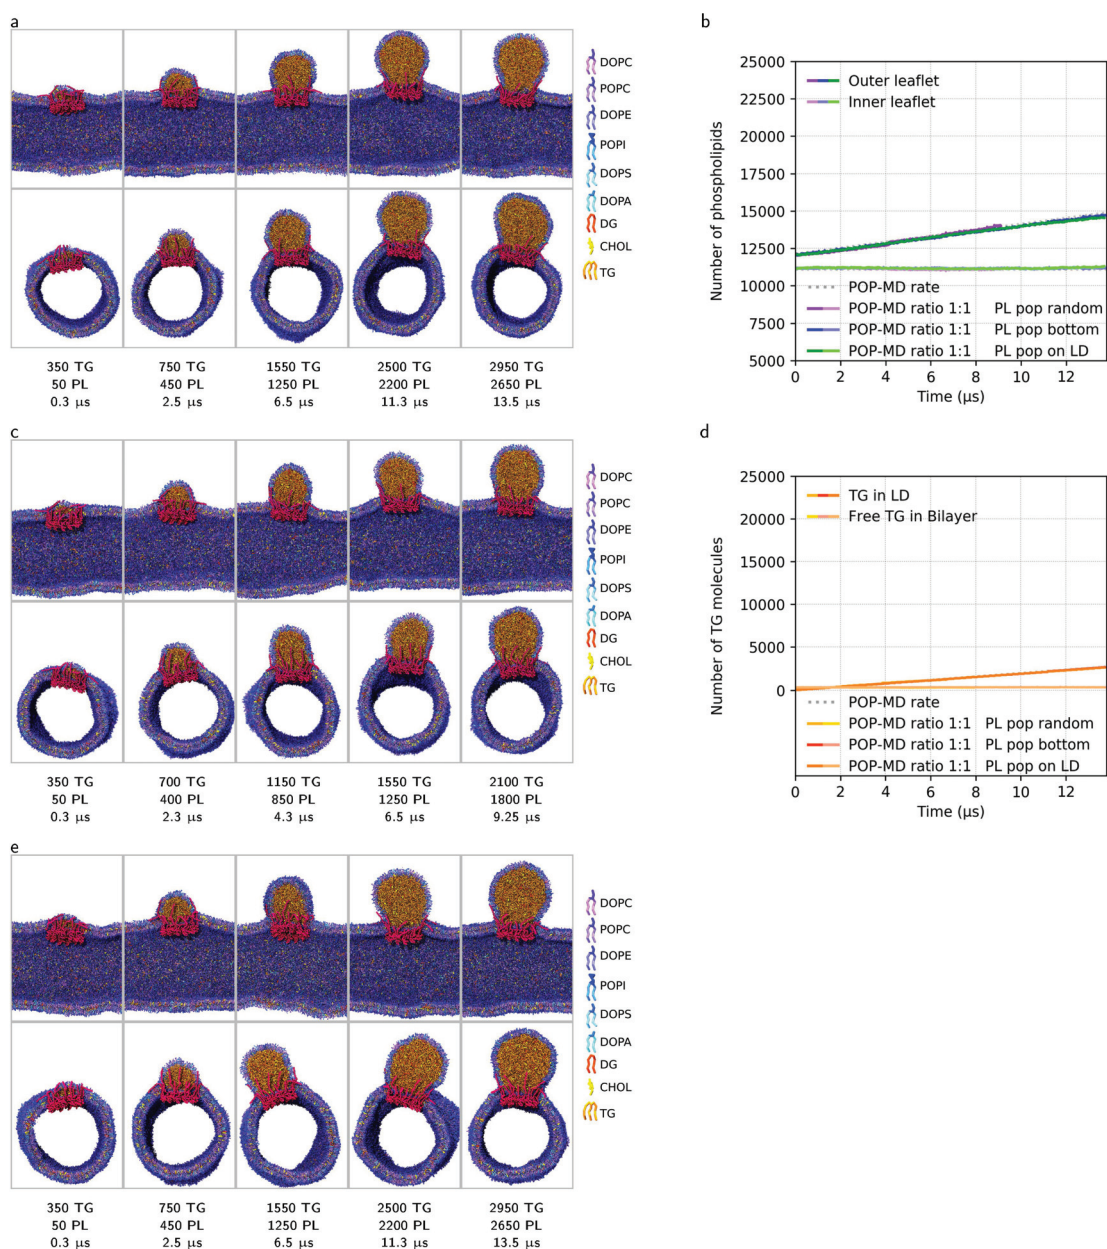 a
DOPC
POPC
DOPE
POPI
DOPS
DOPA
DG
CHOL
TG
350 TG 750 TG 1550 TG 2500 TG 2950 TG
50 PL 450 PL 1250 PL 2200 PL 2650 PL
0.3 μs 2.5 μs 6.5 μs 11.3 μs 13.5 μs
b
Number of phospholipids
25000
22500
20000
17500
15000
12500
10000
7500
5000
Outer leaflet
Inner leaflet
POP-MD rate
POP-MD ratio 1:1 PL pop random
POP-MD ratio 1:1 PL pop bottom
POP-MD ratio 1:1 PL pop on LD
0 2 4 6 8 10 12
Time (μs)
c
DOPC
POPC
DOPE
POPI
DOPS
DOPA
DG
CHOL
TG
350 TG 700 TG 1150 TG 1550 TG 2100 TG
50 PL 400 PL 850 PL 1250 PL 1800 PL
0.3 μs 2.3 μs 4.3 μs 6.5 μs 9.25 μs
d
Number of TG molecules
25000
22500
20000
17500
15000
12500
10000
5000
0
TG in LD
Free TG in Bilayer
POP-MD rate
POP-MD ratio 1:1 PL pop random
POP-MD ratio 1:1 PL pop bottom
POP-MD ratio 1:1 PL pop on LD
0 2 4 6 8 10 12
Time (μs)
e
DOPC
POPC
DOPE
POPI
DOPS
DOPA
DG
CHOL
TG
350 TG 750 TG 1550 TG 2500 TG 2950 TG
50 PL 450 PL 1250 PL 2200 PL 2650 PL
0.3 μs 2.5 μs 6.5 μs 11.3 μs 13.5 μs